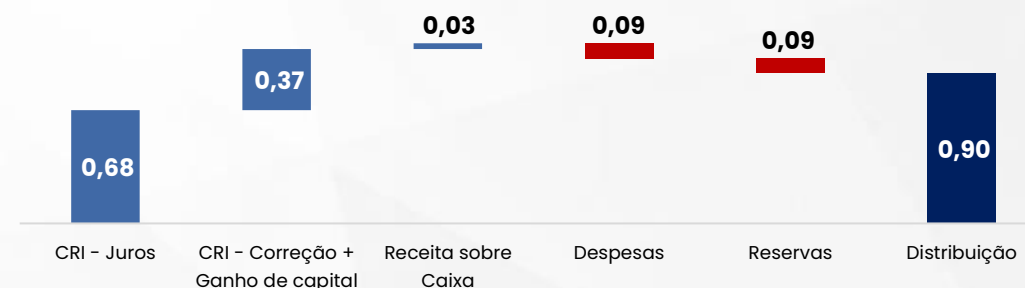 0,03
0,09
0,09
0,37
0,68
0,90
CRI - Juros
CRI - Correção +
Ganho de capital
Receita sobre
Caixa
Despesas
Reservas
Distribuição